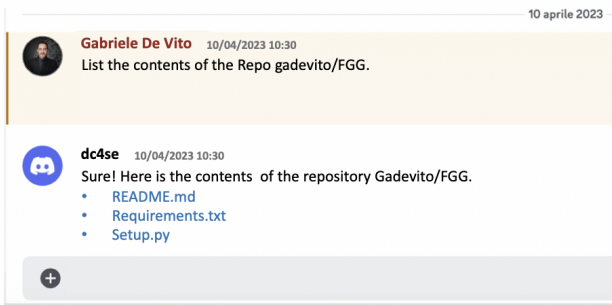 10 aprile 2023
Gabriele De Vito 10/04/2023 10:30
List the contents of the Repo gadevito/FGG.
dc4se 10/04/2023 10:30
Sure! Here is the contents of the repository Gadevito/FGG.
• README.md
• Requirements.txt
• Setup.py